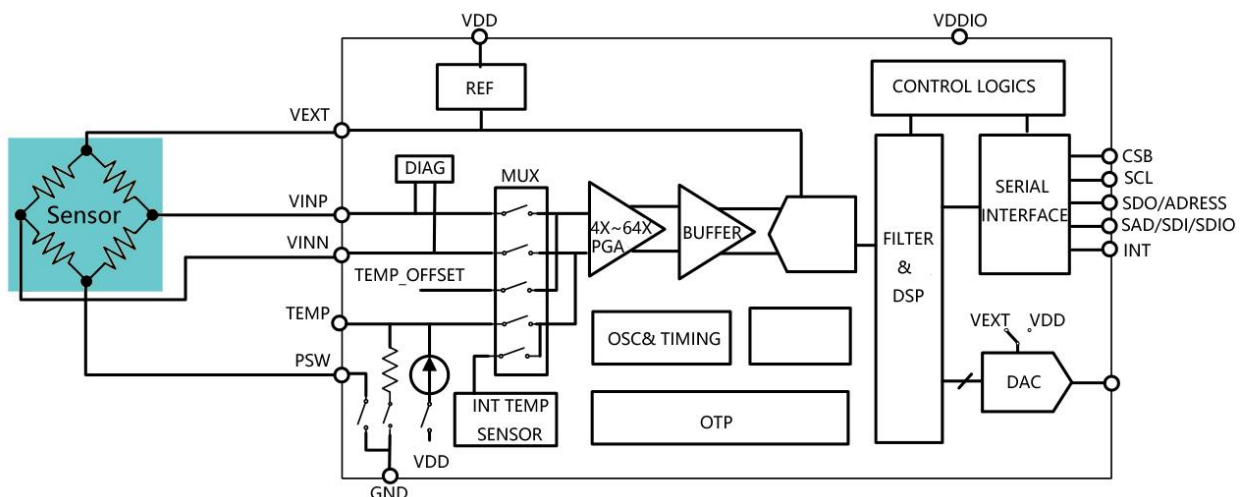 VDD
VDDIO
REF
CONTROL LOGICS
VEXT
DIAG
MUX
CSB
SCL
SDO/ADRESS
SAD/SDI/SDIO
INT
SERIAL
INTERFACE
Sensor
VINP
VINN
4X~64X
PGA
BUFFER
FILTER
&
DSP
TEMP_OFFSET
TEMP
OSC& TIMING
VEXT
VDD
PSW
DAC
INT TEMP
SENSOR
OTP
VDD
GND